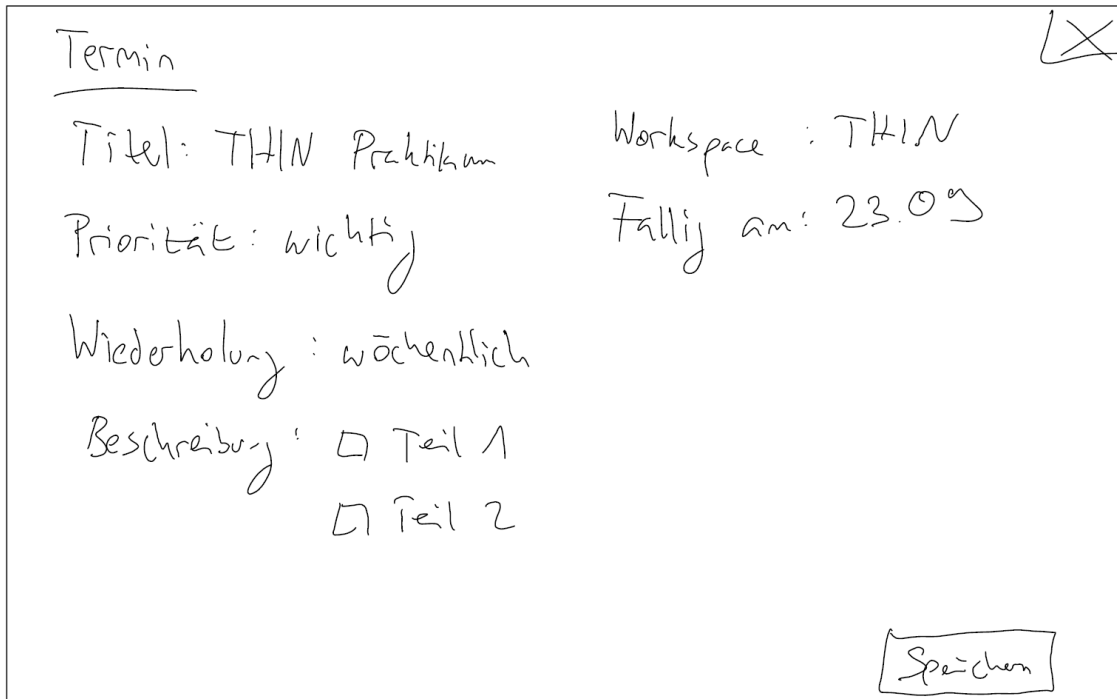 Termin
Titel: THIN Praktikum
Workspace : THIN
Priorität: wichtig
Fällig am: 23.09
Wiederholung : wöchentlich
Beschreibung: □ Teil 1
□ Teil 2
Speichern